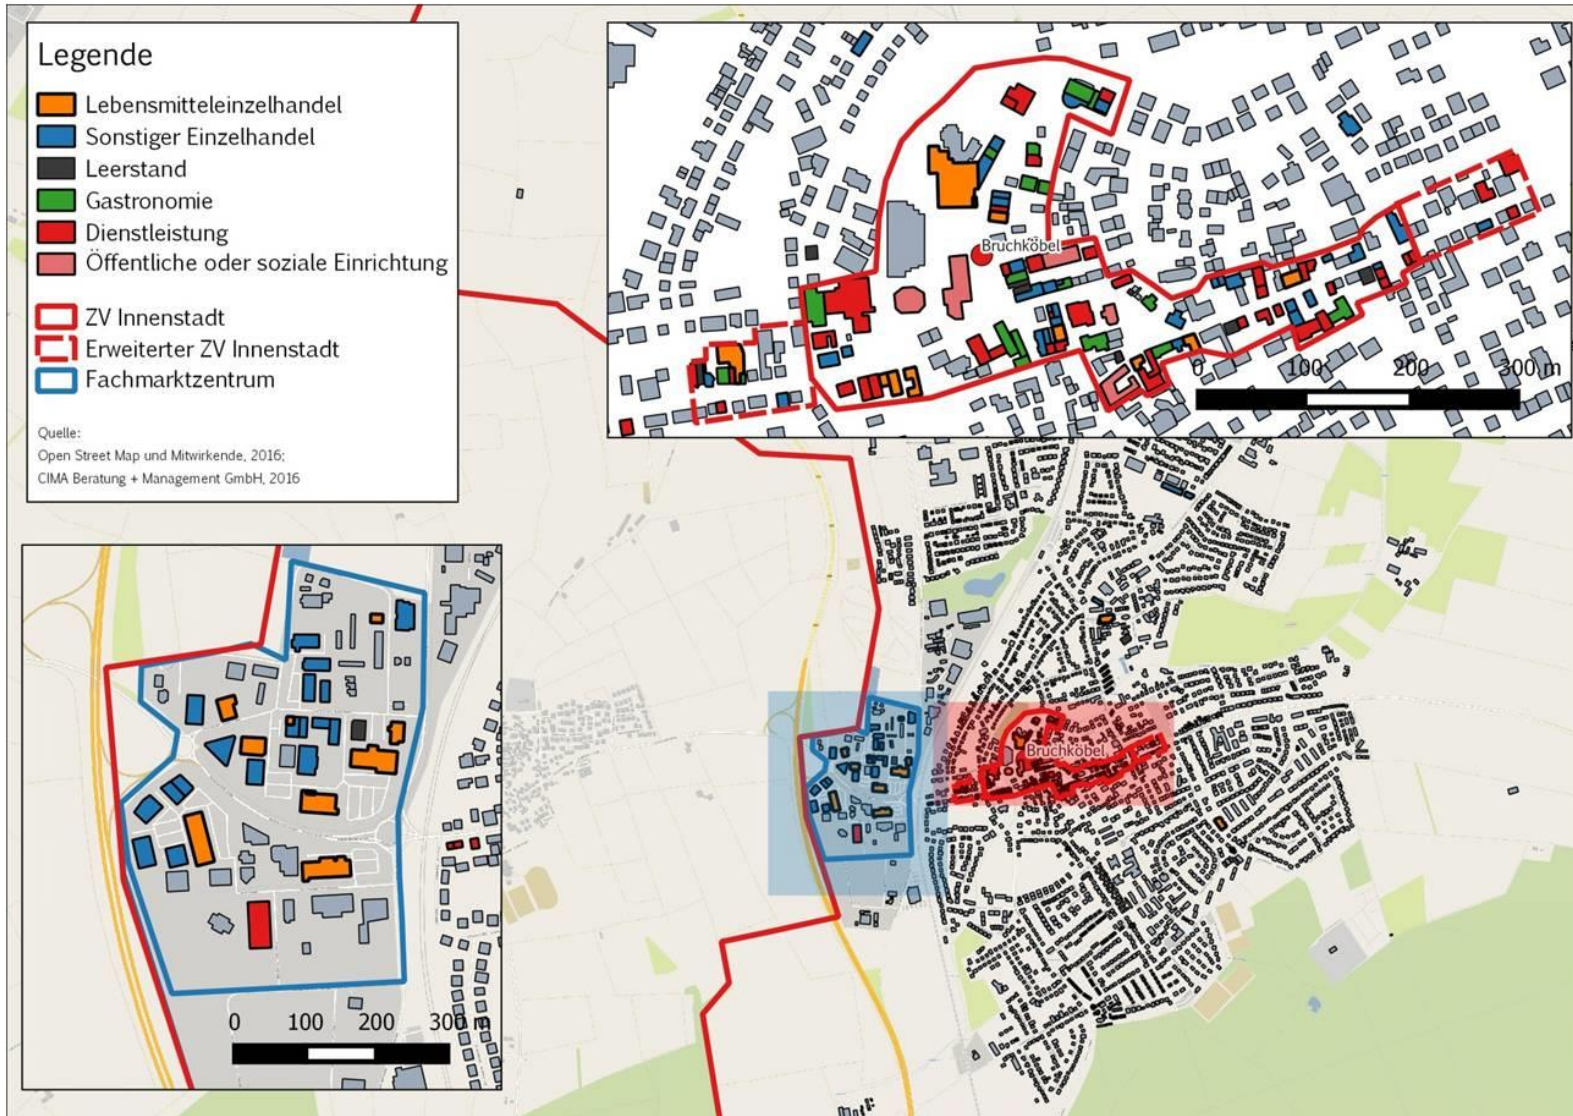 Legende
Lebensmitteleinzelhandel
Sonstiger Einzelhandel
Leerstand
Gastronomie
Dienstleistung
Öffentliche oder soziale Einrichtung
ZV Innenstadt
Erweiterter ZV Innenstadt
Fachmarktzentrum
Quelle:
Open Street Map und Mitwirkende, 2016;
CIMA Beratung + Management GmbH, 2016
Bruchköbel
0 100 200 300 m
Bruchköbel
0 100 200 300 m